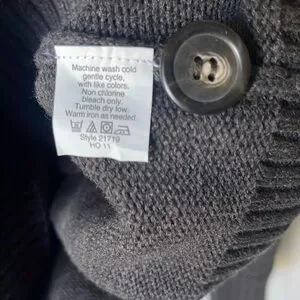 Machine wash cold
gentle cycle,
with like colors.
Non chlorine
bleach only.
Tumble dry low.
Warm iron as needed.
Style 21719
HO 11